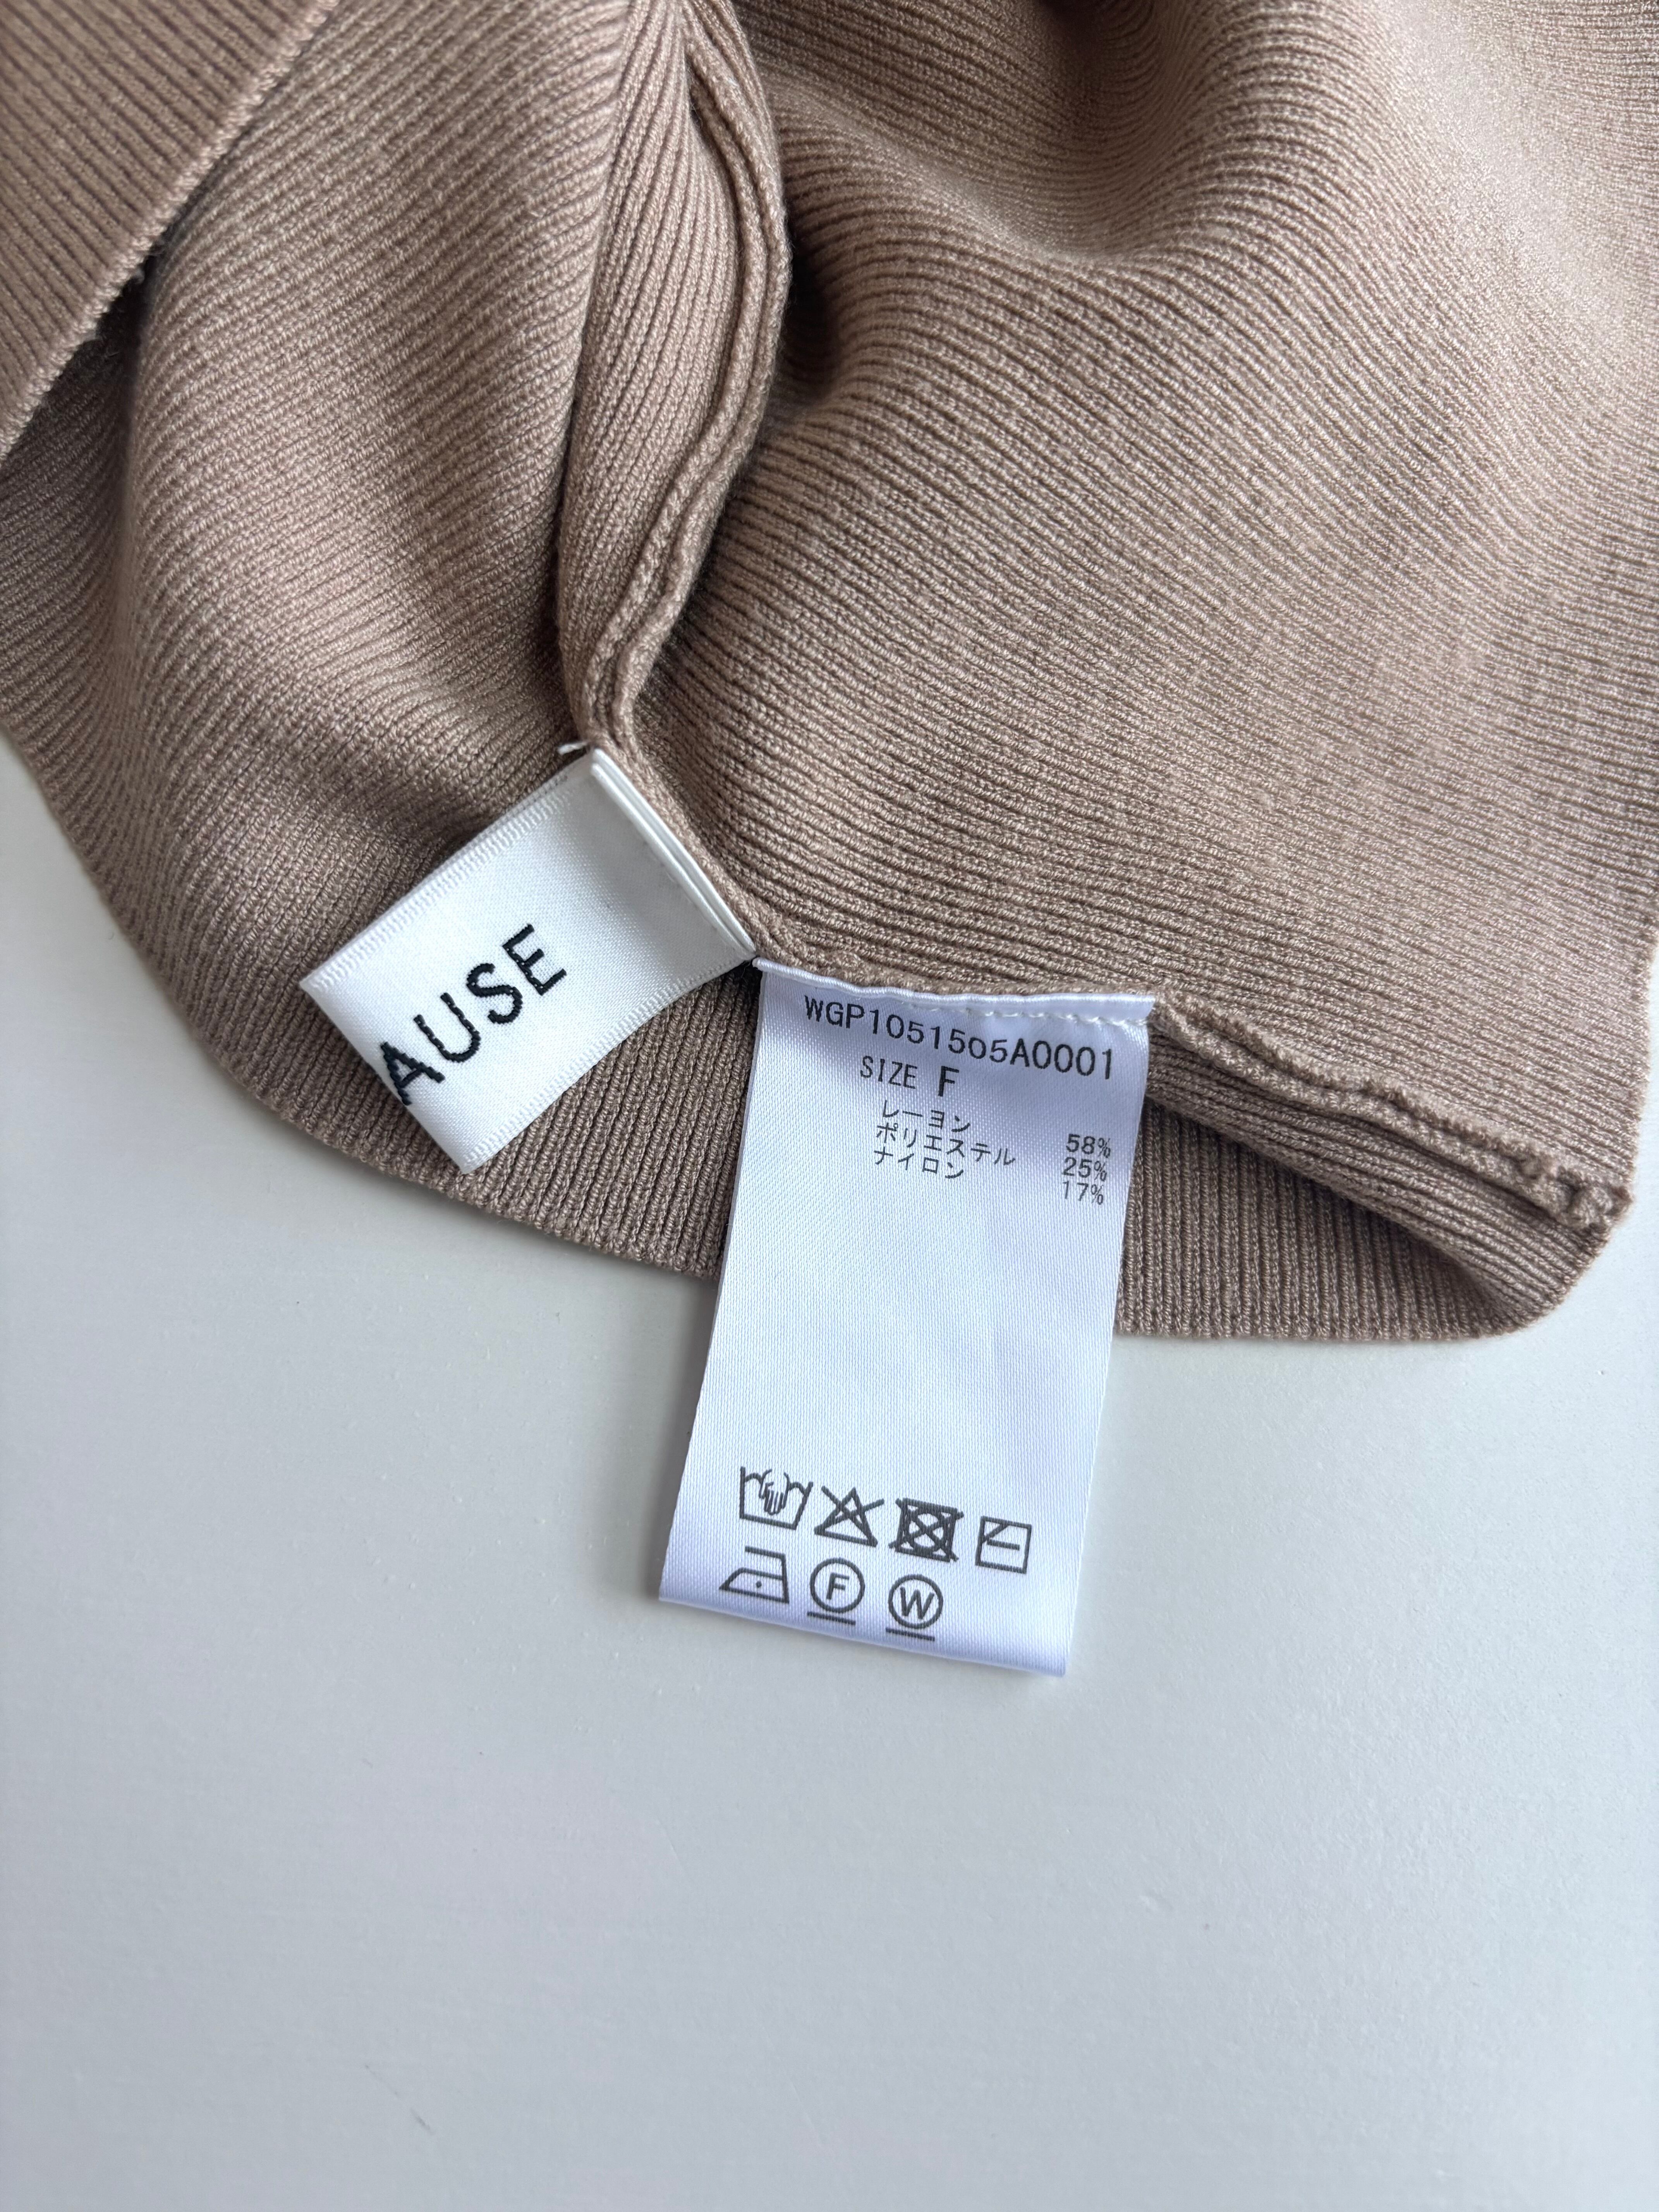 AUSE
WGP1051505A0001
SIZE F
レーヨン 58%
ポリエステル 25%
ナイロン 17%
F
W